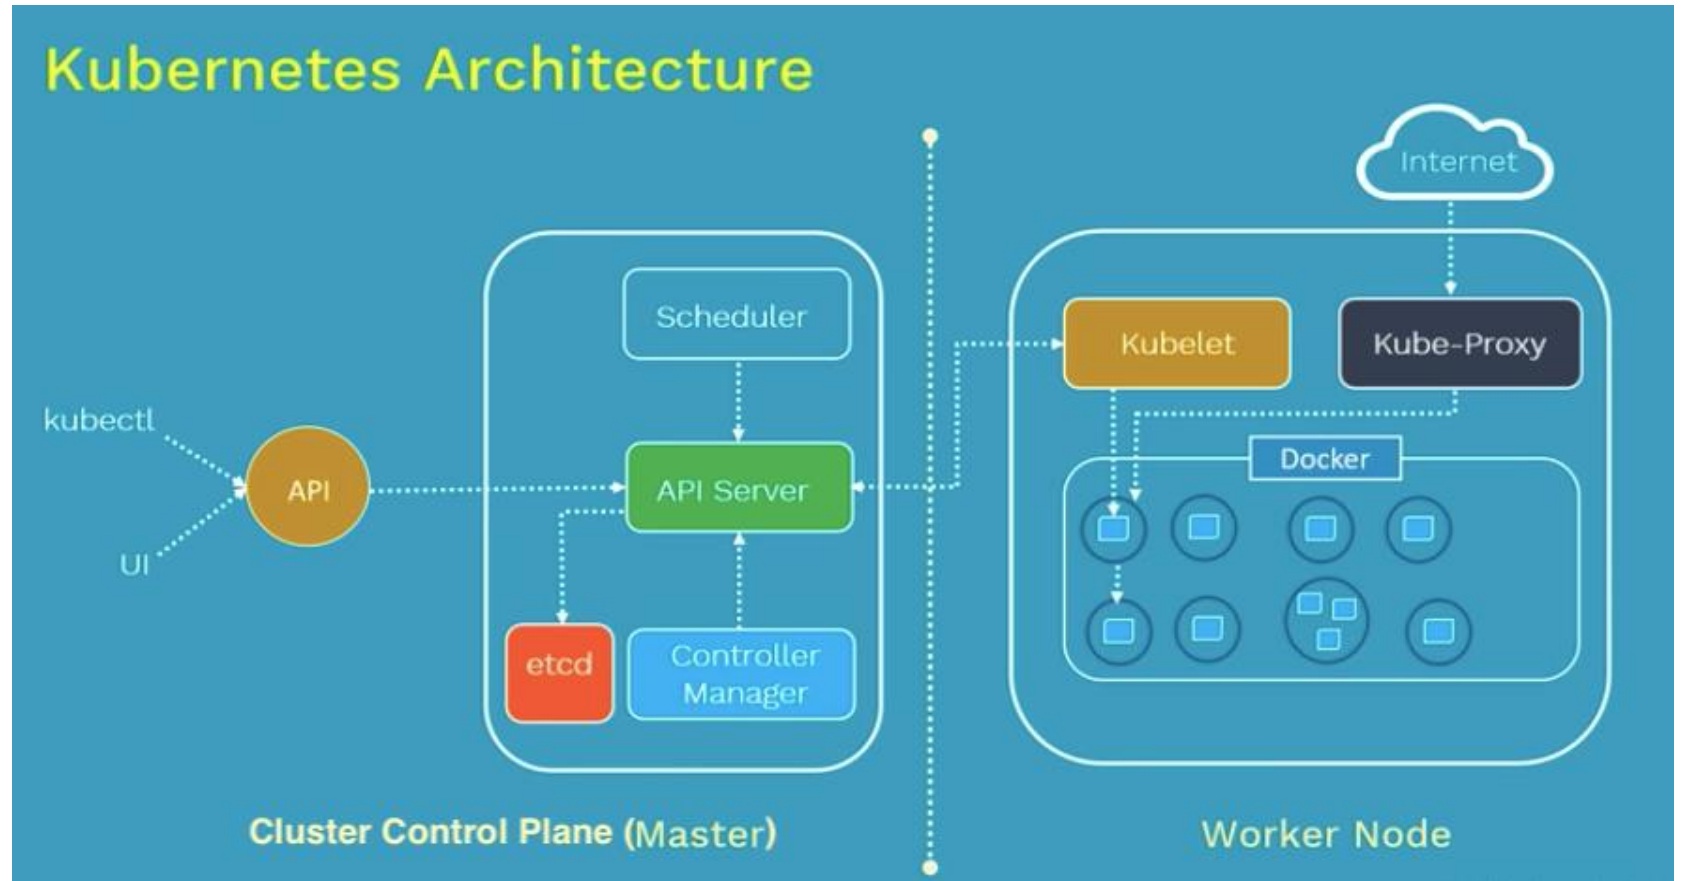 Kubernetes Architecture
Internet
Scheduler
Kubelet
Kube-Proxy
kubectl
Docker
API
API Server
UI
etcd
Controller
Manager
Cluster Control Plane (Master)
Worker Node